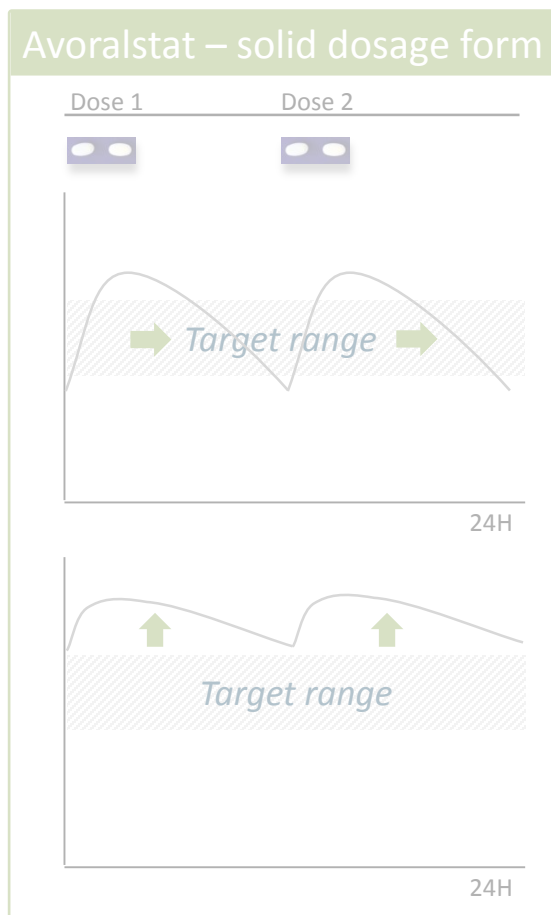 Avoralstat – solid dosage form
Dose 1 Dose 2
Target range
24H
Target range
24H